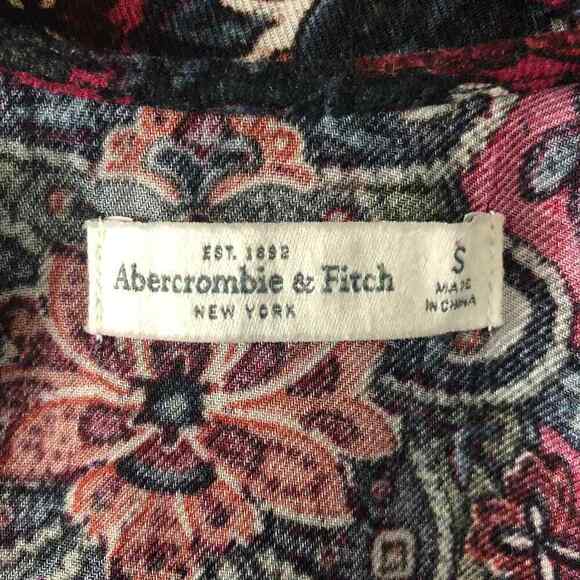 EST. 1892
Abercrombie & Fitch
NEW YORK
S
MADE
IN CHINA